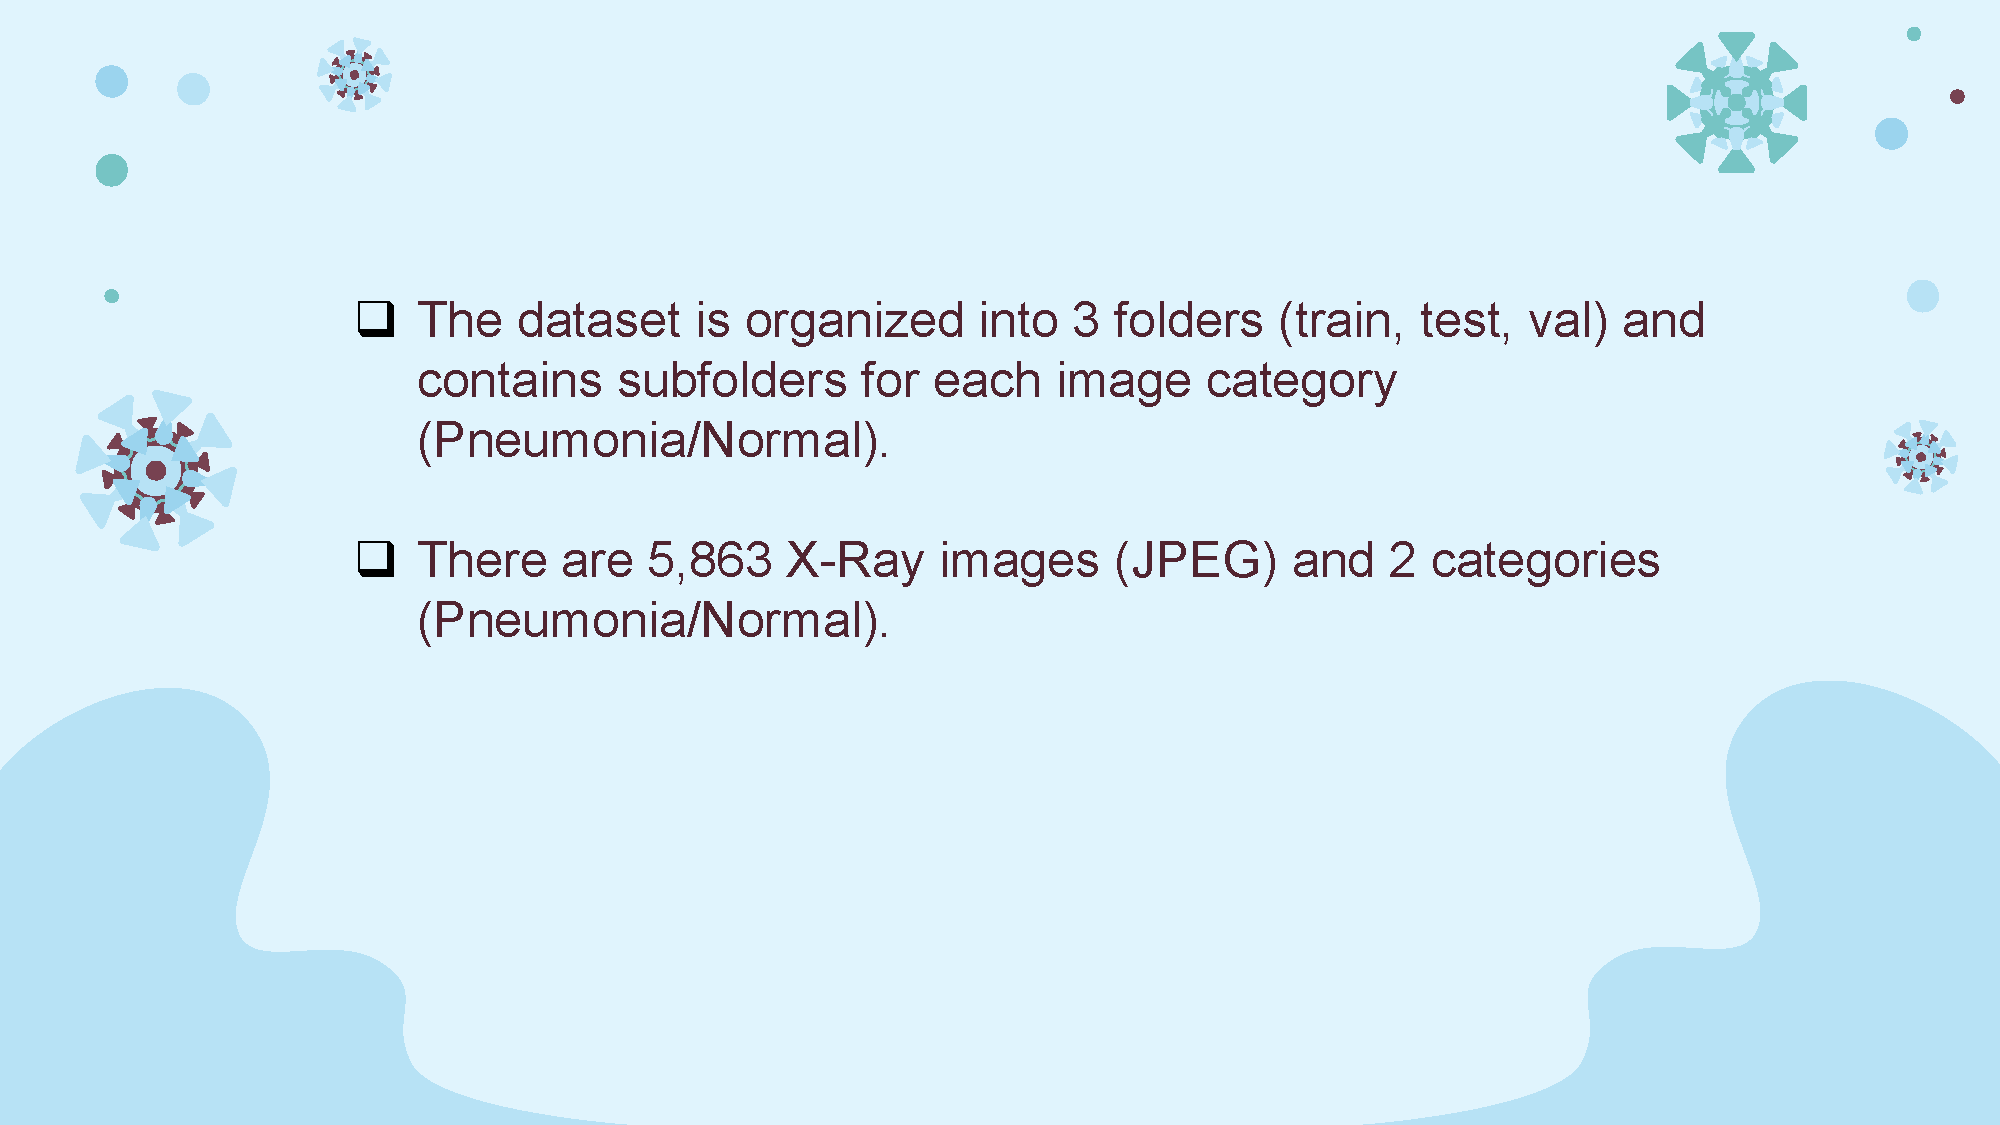 ❑ The dataset is organized into 3 folders (train, test, val) and
contains subfolders for each image category
(Pneumonia/Normal).
❑ There are 5,863 X-Ray images (JPEG) and 2 categories
(Pneumonia/Normal).